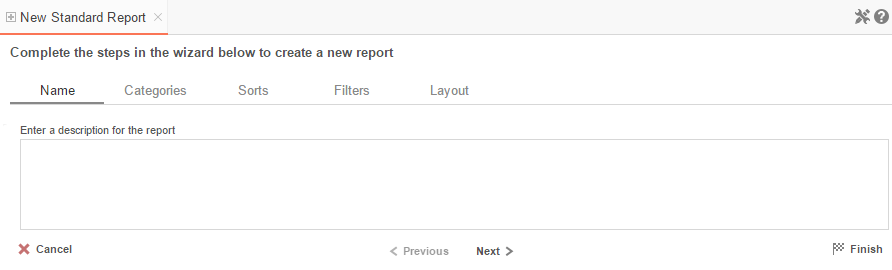 New Standard Report
Complete the steps in the wizard below to create a new report
Name Categories Sorts Filters Layout
Enter a description for the report
Cancel Previous Next Finish